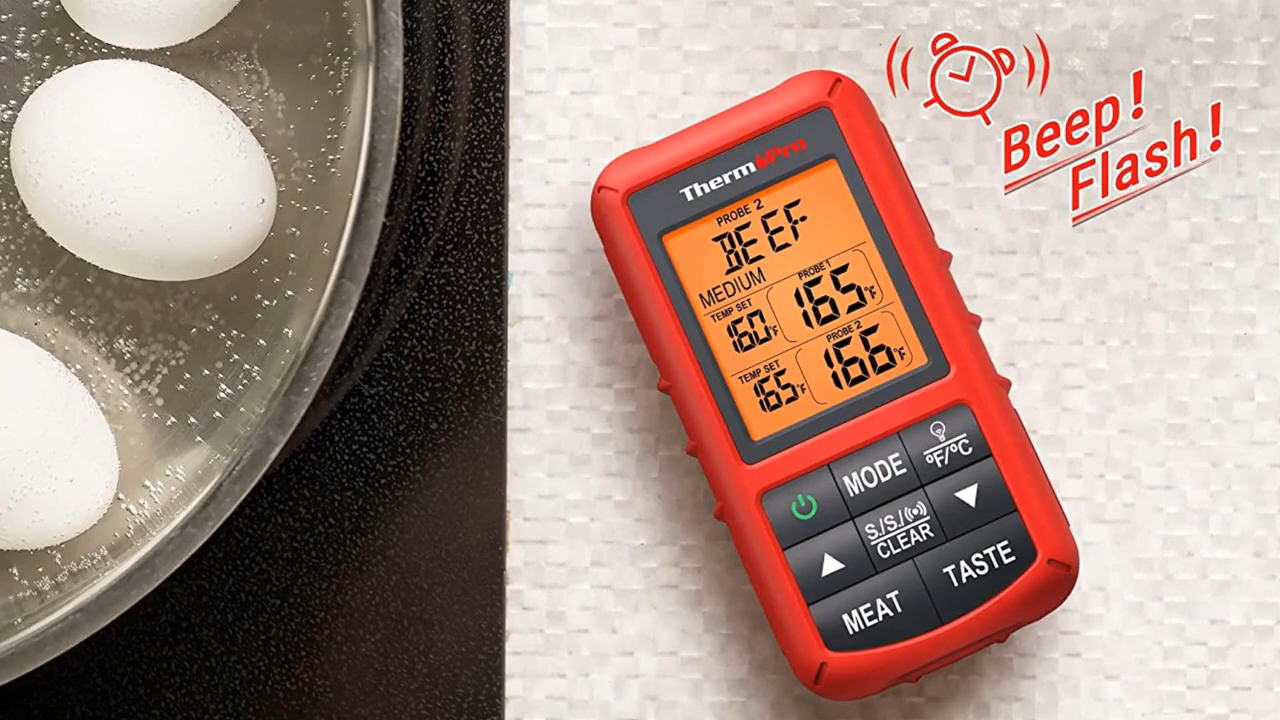 Beep!
Flash!
ThermoPro
PROBE 2
BEEF
MEDIUM
PROBE 1
TEMP SET
160°F
165°F
PROBE 2
TEMP SET
165°F
166°F
MODE
°F/°C
S./S./
CLEAR
TASTE
MEAT